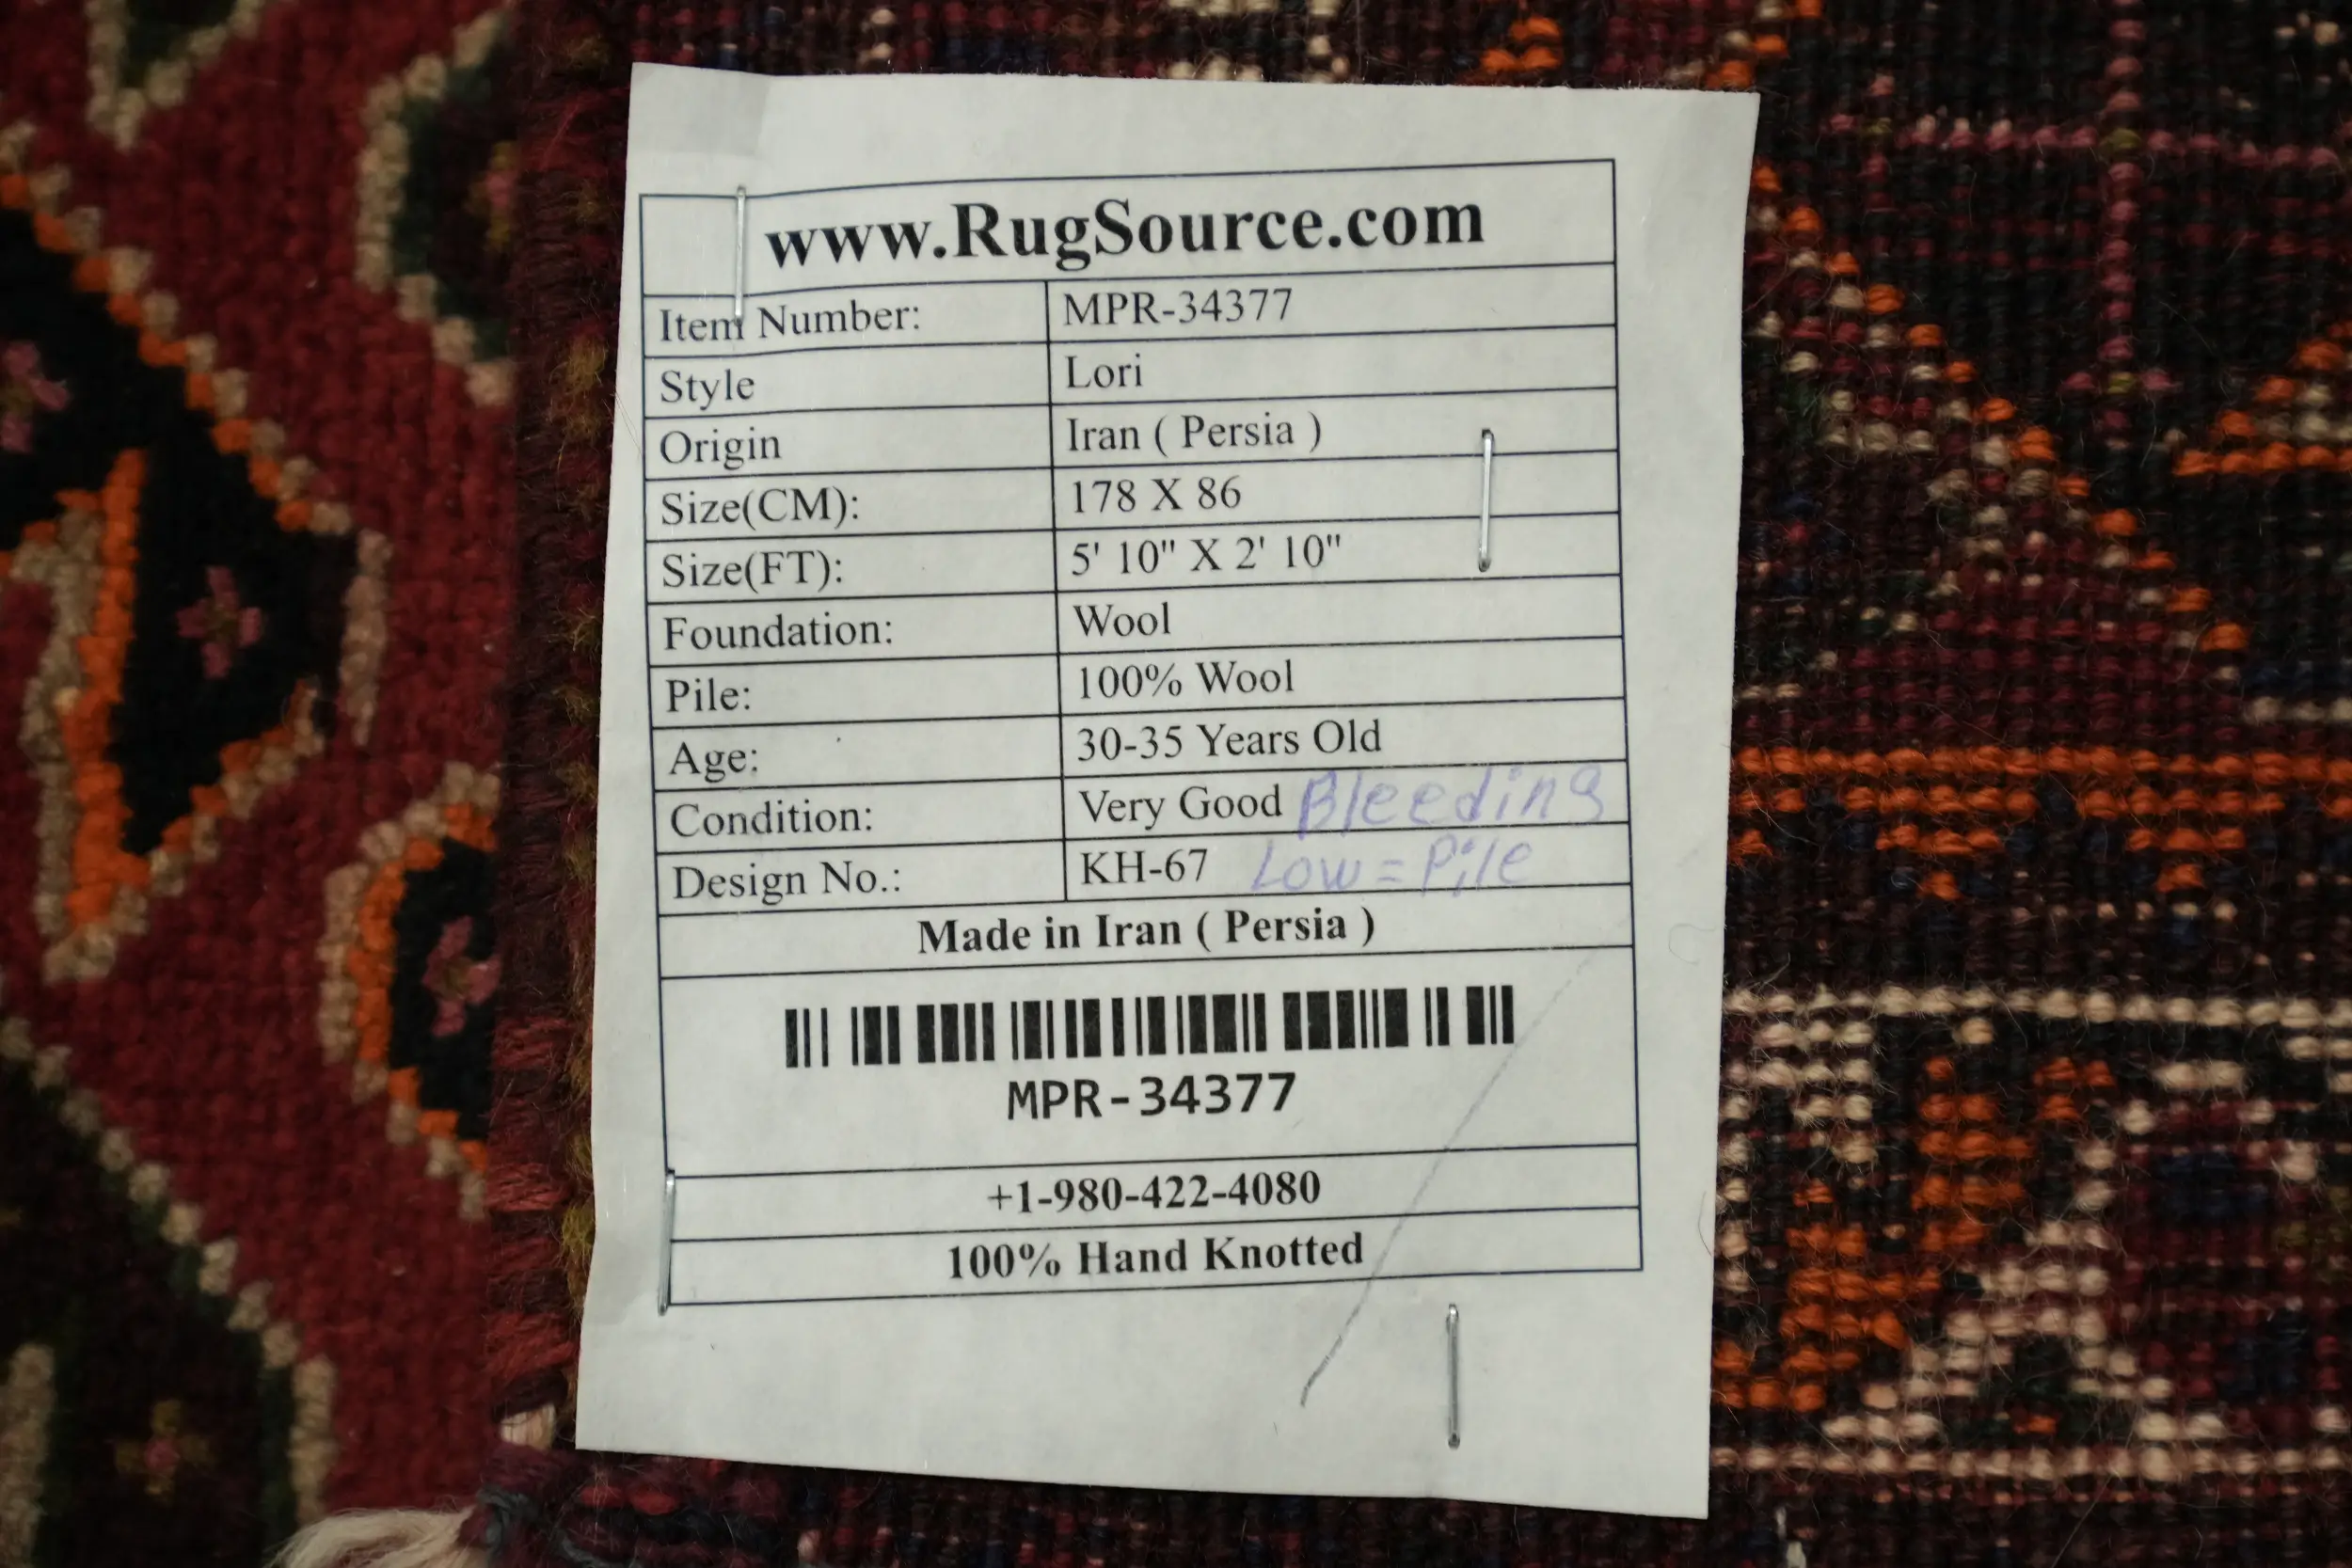 www.RugSource.com
Item Number: MPR-34377
Style Lori
Origin Iran ( Persia )
Size(CM): 178 X 86
Size(FT): 5' 10" X 2' 10"
Foundation: Wool
Pile: 100% Wool
Age: 30-35 Years Old
Condition: Very Good Bleeding
Design No.: KH-67 Low = Pile
Made in Iran ( Persia )
MPR-34377
+1-980-422-4080
100% Hand Knotted